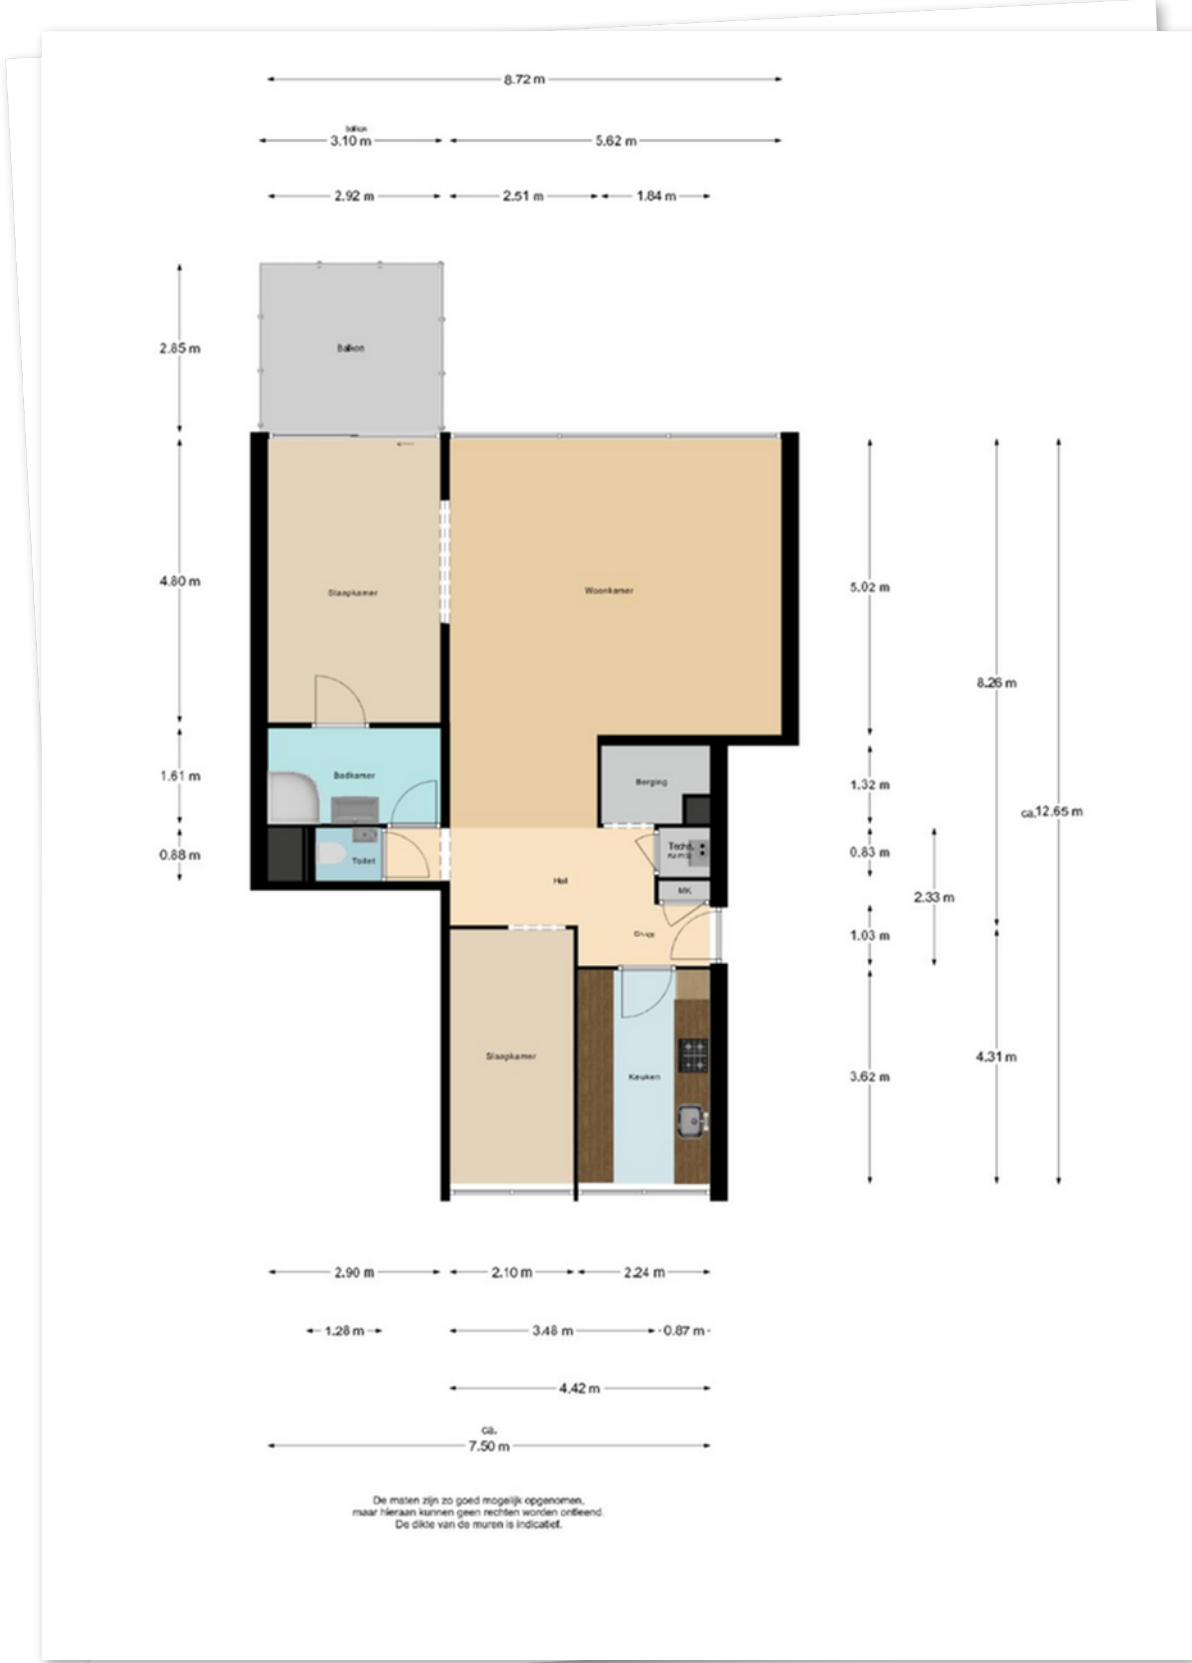 8.72 m
balkon
3.10 m
5.62 m
2.92 m
2.51 m
1.84 m
2.85 m
Balkon
4.80 m
Slaapkamer
Woonkamer
5.02 m
8.26 m
1.61 m
Badkamer
Berging
1.32 m
ca. 12.65 m
0.88 m
Toilet
Techn.
ruimte
0.83 m
Hal
MK
2.33 m
Entree
1.03 m
Slaapkamer
Keuken
4.31 m
3.62 m
2.90 m
2.10 m
2.24 m
1.28 m
3.48 m
0.87 m
4.42 m
ca.
7.50 m
De maten zijn zo goed mogelijk opgenomen,
maar hieraan kunnen geen rechten worden ontleend.
De dikte van de muren is indicatief.